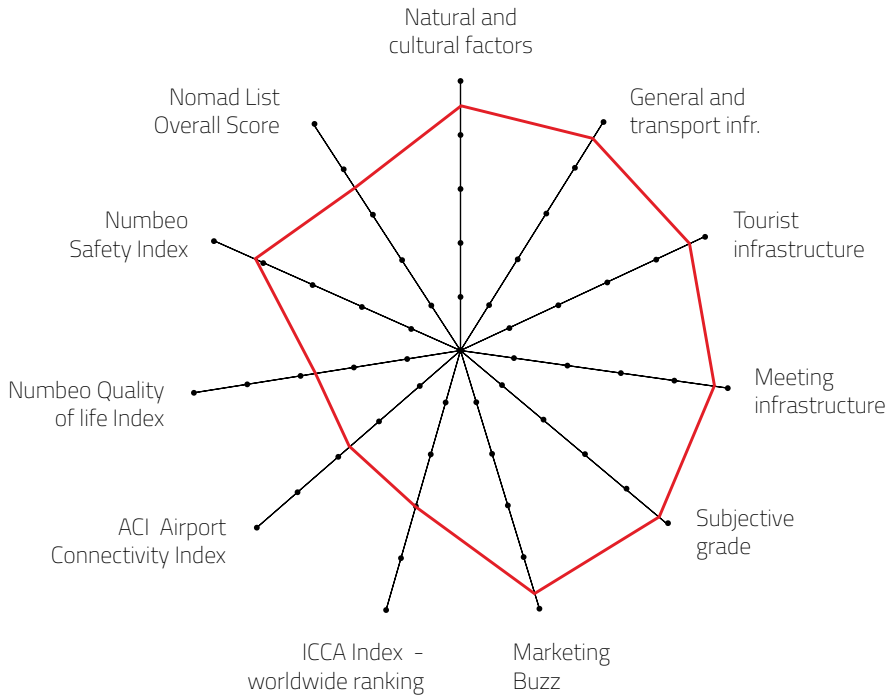 Natural and
cultural factors
General and
transport infr.
Tourist
infrastructure
Meeting
infrastructure
Subjective
grade
Marketing
Buzz
ICCA Index -
worldwide ranking
ACI Airport
Connectivity Index
Numbeo Quality
of life Index
Numbeo
Safety Index
Nomad List
Overall Score